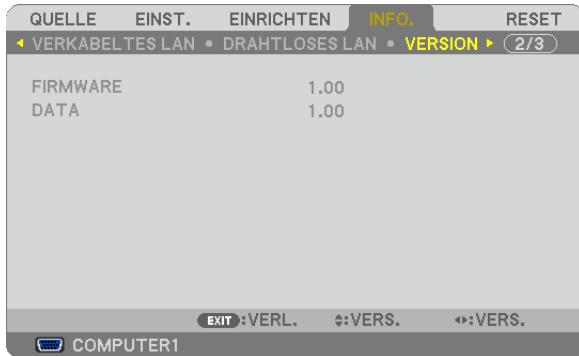 QUELLE EINST. EINRICHTEN INFO. RESET
VERKABELTES LAN • DRAHTLOSES LAN • VERSION 2/3
FIRMWARE 1.00
DATA 1.00
EXIT :VERL. :VERS. :VERS.
COMPUTER1